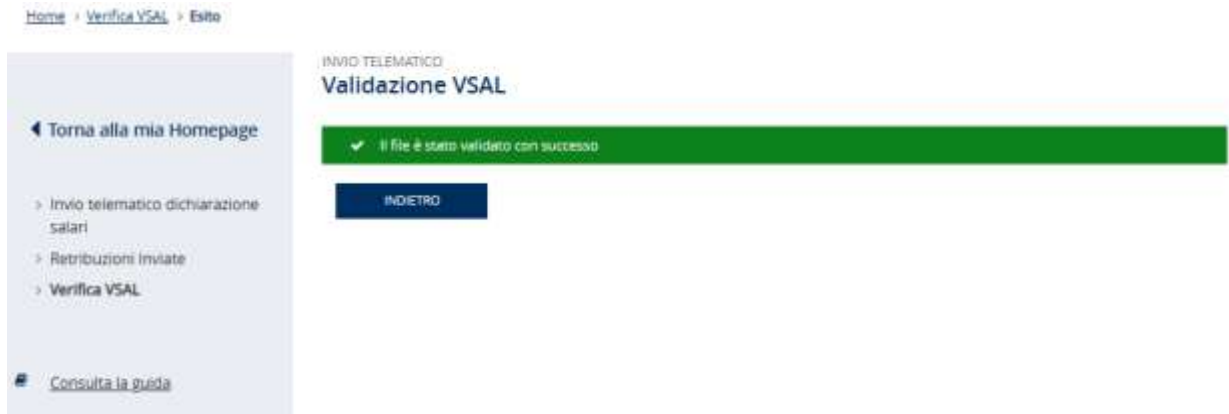 Home > Verifica VSAL > Esito
INVIO TELEMATICO
Validazione VSAL
Torna alla mia Homepage
Il file è stato validato con successo
INDIETRO
> Invio telematico dichiarazione
salari
> Retribuzioni Inviate
> Verifica VSAL
Consulta la guida